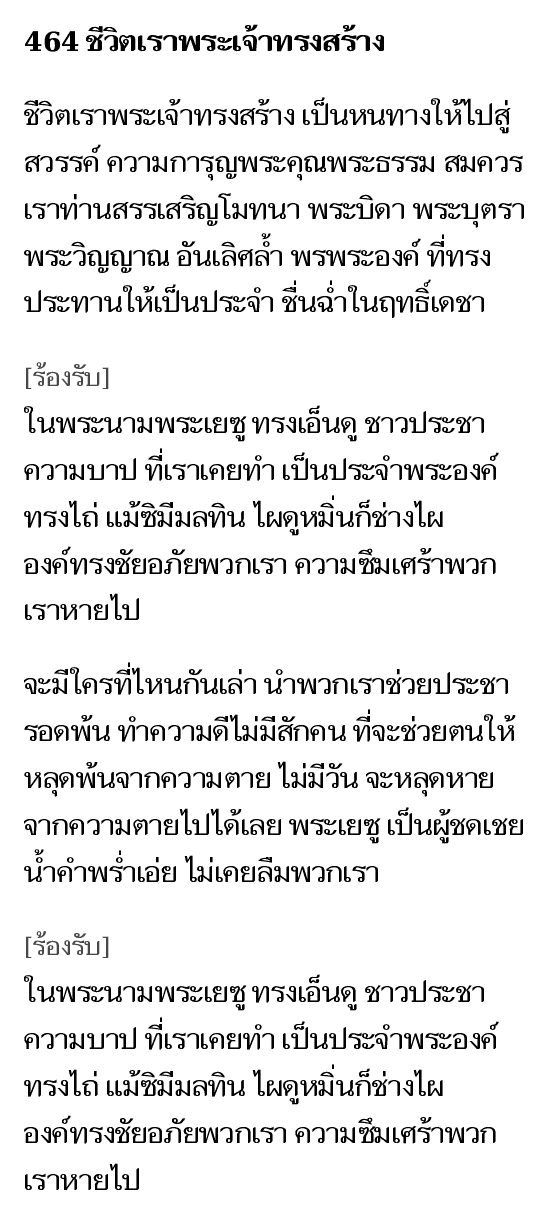 464 ชีวิตเราพระเจ้าทรงสร้าง
ชีวิตเราพระเจ้าทรงสร้าง เป็นหนทางให้ไปสู่
สวรรค์ ความการุญพระคุณพระธรรม สมควร
เราท่านสรรเสริญโมทนา พระบิดา พระบุตรา
พระวิญญาณ อันเลิศล้ำ พรพระองค์ ที่ทรง
ประทานให้เป็นประจำ ชื่นฉ่ำในฤทธิ์เดชา
[ร้องรับ]
ในพระนามพระเยซู ทรงเอ็นดู ชาวประชา
ความบาป ที่เราเคยทำ เป็นประจำพระองค์
ทรงไถ่ แม้ซิมีมลทิน ไผดูหมิ่นก็ช่างไผ
องค์ทรงชัยอภัยพวกเรา ความซึมเศร้าพวก
เราหายไป
จะมีใครที่ไหนกันเล่า นำพวกเราช่วยประชา
รอดพ้น ทำความดีไม่มีสักคน ที่จะช่วยตนให้
หลุดพ้นจากความตาย ไม่มีวัน จะหลุดหาย
จากความตายไปได้เลย พระเยซู เป็นผู้ชดเชย
น้ำคำพร่ำเอ่ย ไม่เคยลืมพวกเรา
[ร้องรับ]
ในพระนามพระเยซู ทรงเอ็นดู ชาวประชา
ความบาป ที่เราเคยทำ เป็นประจำพระองค์
ทรงไถ่ แม้ซิมีมลทิน ไผดูหมิ่นก็ช่างไผ
องค์ทรงชัยอภัยพวกเรา ความซึมเศร้าพวก
เราหายไป